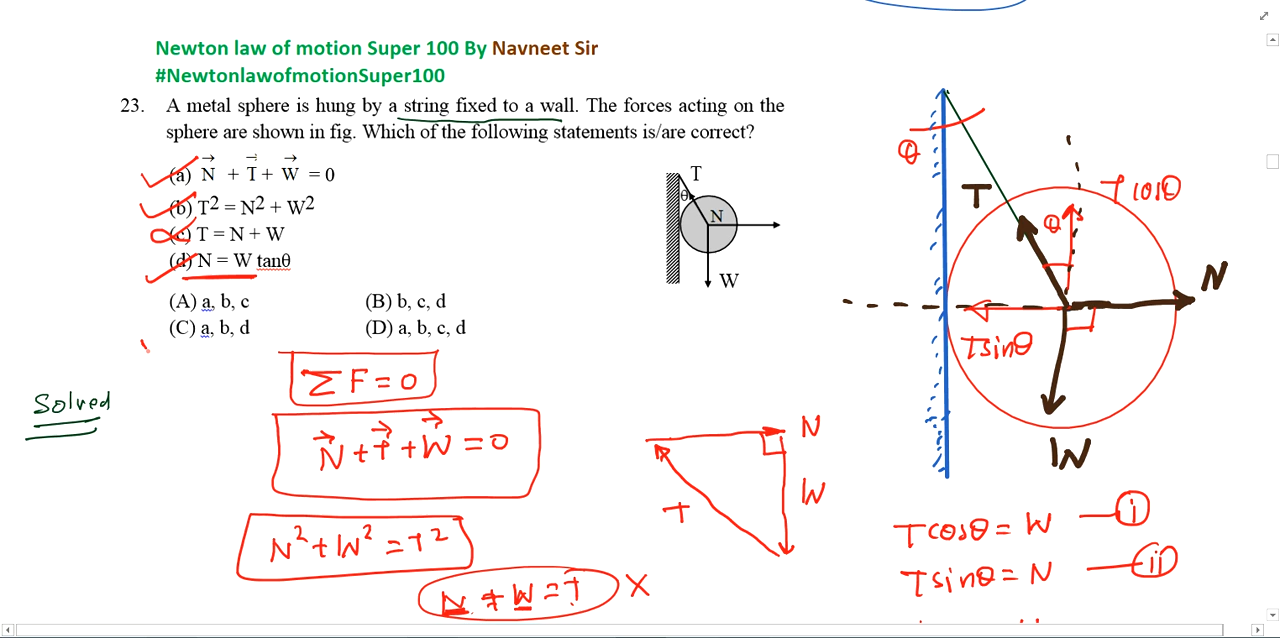 Newton law of motion Super 100 By Navneet Sir
#NewtonlawofmotionSuper100
23. A metal sphere is hung by a string fixed to a wall. The forces acting on the
sphere are shown in fig. Which of the following statements is/are correct?
(a) N⃗ + T⃗ + W⃗ = 0
(b) T2 = N2 + W2
(c) T = N + W
(d) N = W tanθ
(A) a, b, c (B) b, c, d
(C) a, b, d (D) a, b, c, d
T
θ
N
W
Solved
ΣF = 0
N⃗ + T⃗ + W⃗ = 0
N² + W² = T²
N + W = T X
N
W
T
θ
T
T cosθ
θ
N
T sinθ
W
T cosθ = W — i
T sinθ = N — ii